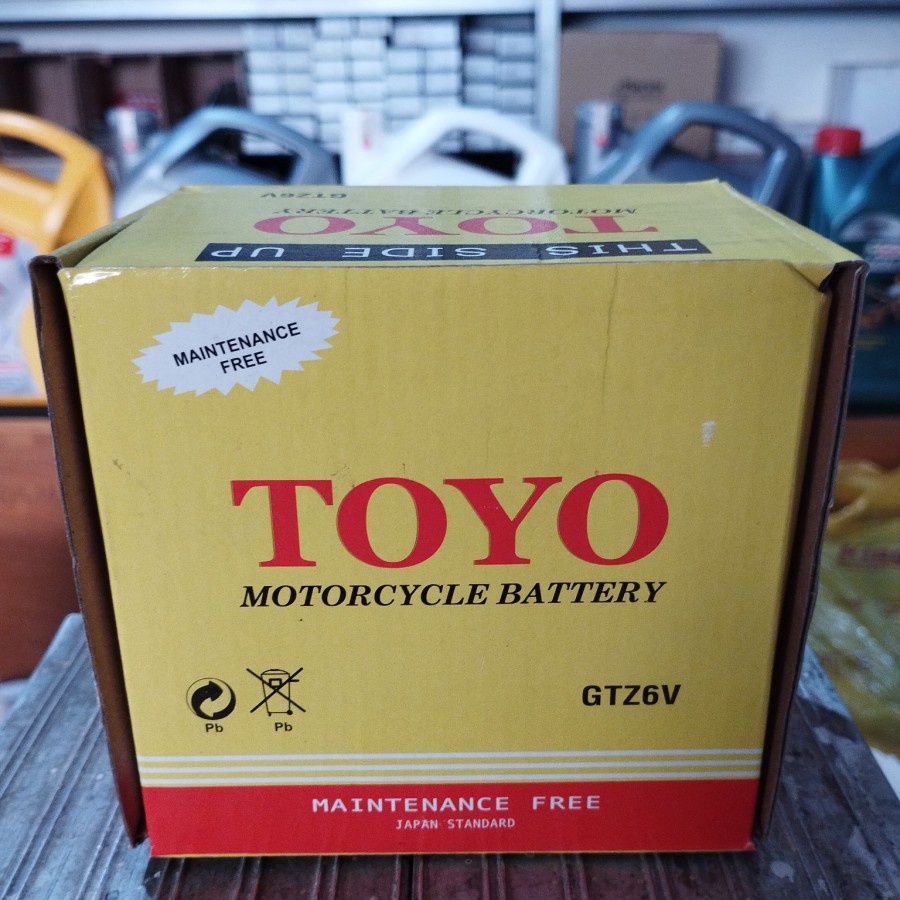 GTZ6V
MOTORCYCLE BATTERY
TOYO
THIS SIDE UP
MAINTENANCE
FREE
TOYO
MOTORCYCLE BATTERY
Pb
Pb
GTZ6V
MAINTENANCE FREE
JAPAN STANDARD